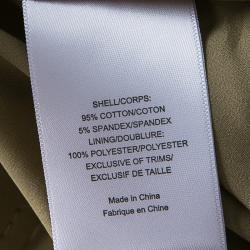 SHELL/CORPS:
95% COTTON/COTON
5% SPANDEX/SPANDEX
LINING/DOUBLURE:
100% POLYESTER/POLYESTER
EXCLUSIVE OF TRIMS/
EXCLUSIF DE TAILLE
Made in China
Fabrique en Chine